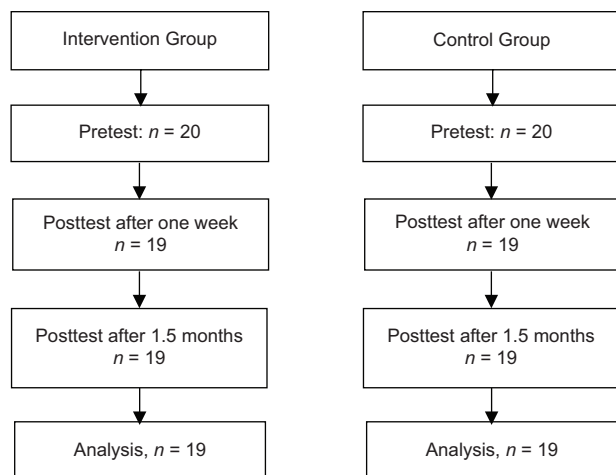 Intervention Group
Pretest: n = 20
Posttest after one week
n = 19
Posttest after 1.5 months
n = 19
Analysis, n = 19
Control Group
Pretest: n = 20
Posttest after one week
n = 19
Posttest after 1.5 months
n = 19
Analysis, n = 19